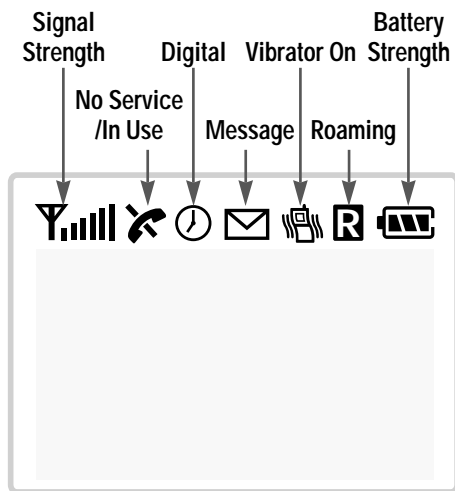 Signal
Strength
Digital
Vibrator On
Battery
Strength
No Service
/In Use
Message
Roaming
R